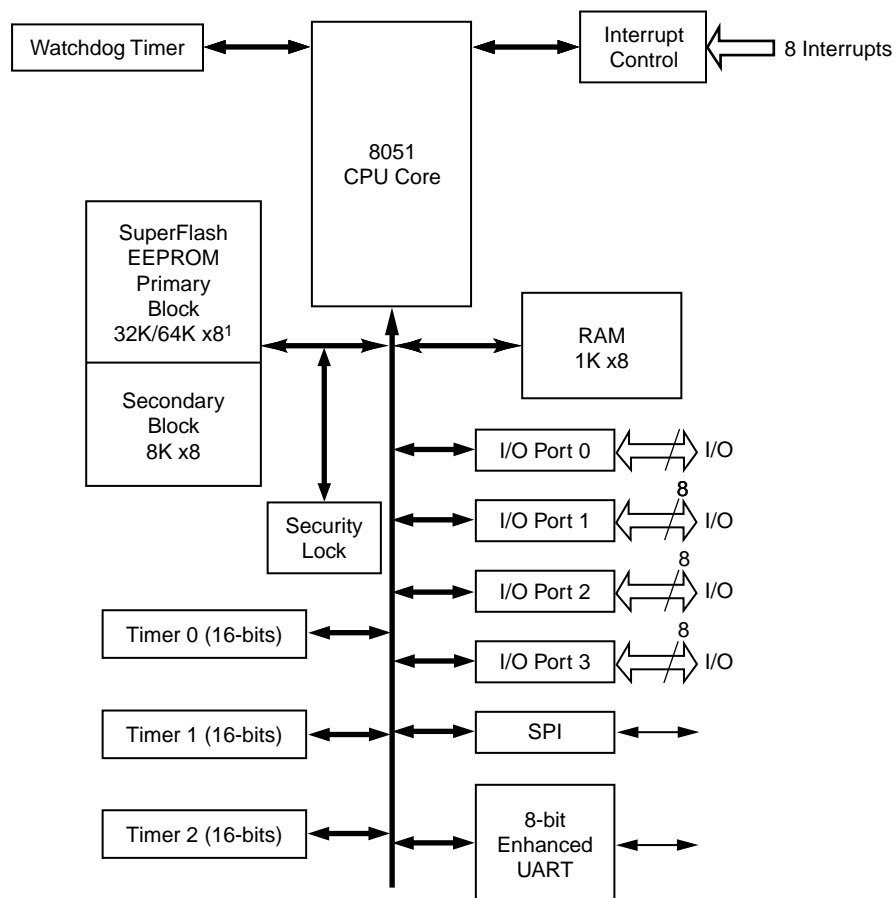 Watchdog Timer
Interrupt
Control
8 Interrupts
8051
CPU Core
SuperFlash
EEPROM
Primary
Block
32K/64K x8¹
Secondary
Block
8K x8
RAM
1K x8
Security
Lock
I/O Port 0
I/O
8
I/O Port 1
I/O
8
I/O Port 2
I/O
8
I/O Port 3
I/O
Timer 0 (16-bits)
Timer 1 (16-bits)
SPI
Timer 2 (16-bits)
8-bit
Enhanced
UART